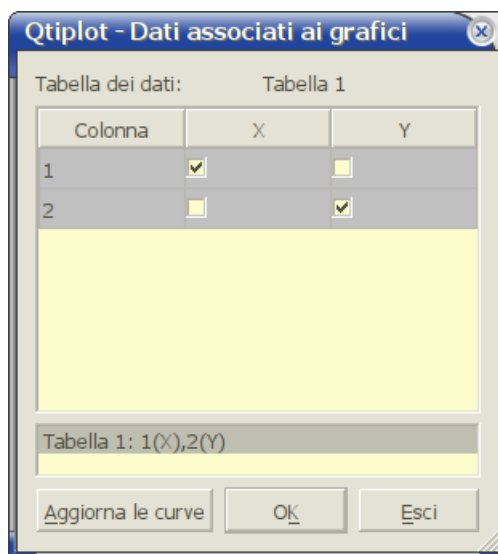 Qtiplot - Dati associati ai grafici
Tabella dei dati: Tabella 1
Colonna X Y
1
2
Tabella 1: 1(X),2(Y)
Aggiorna le curve OK Esci